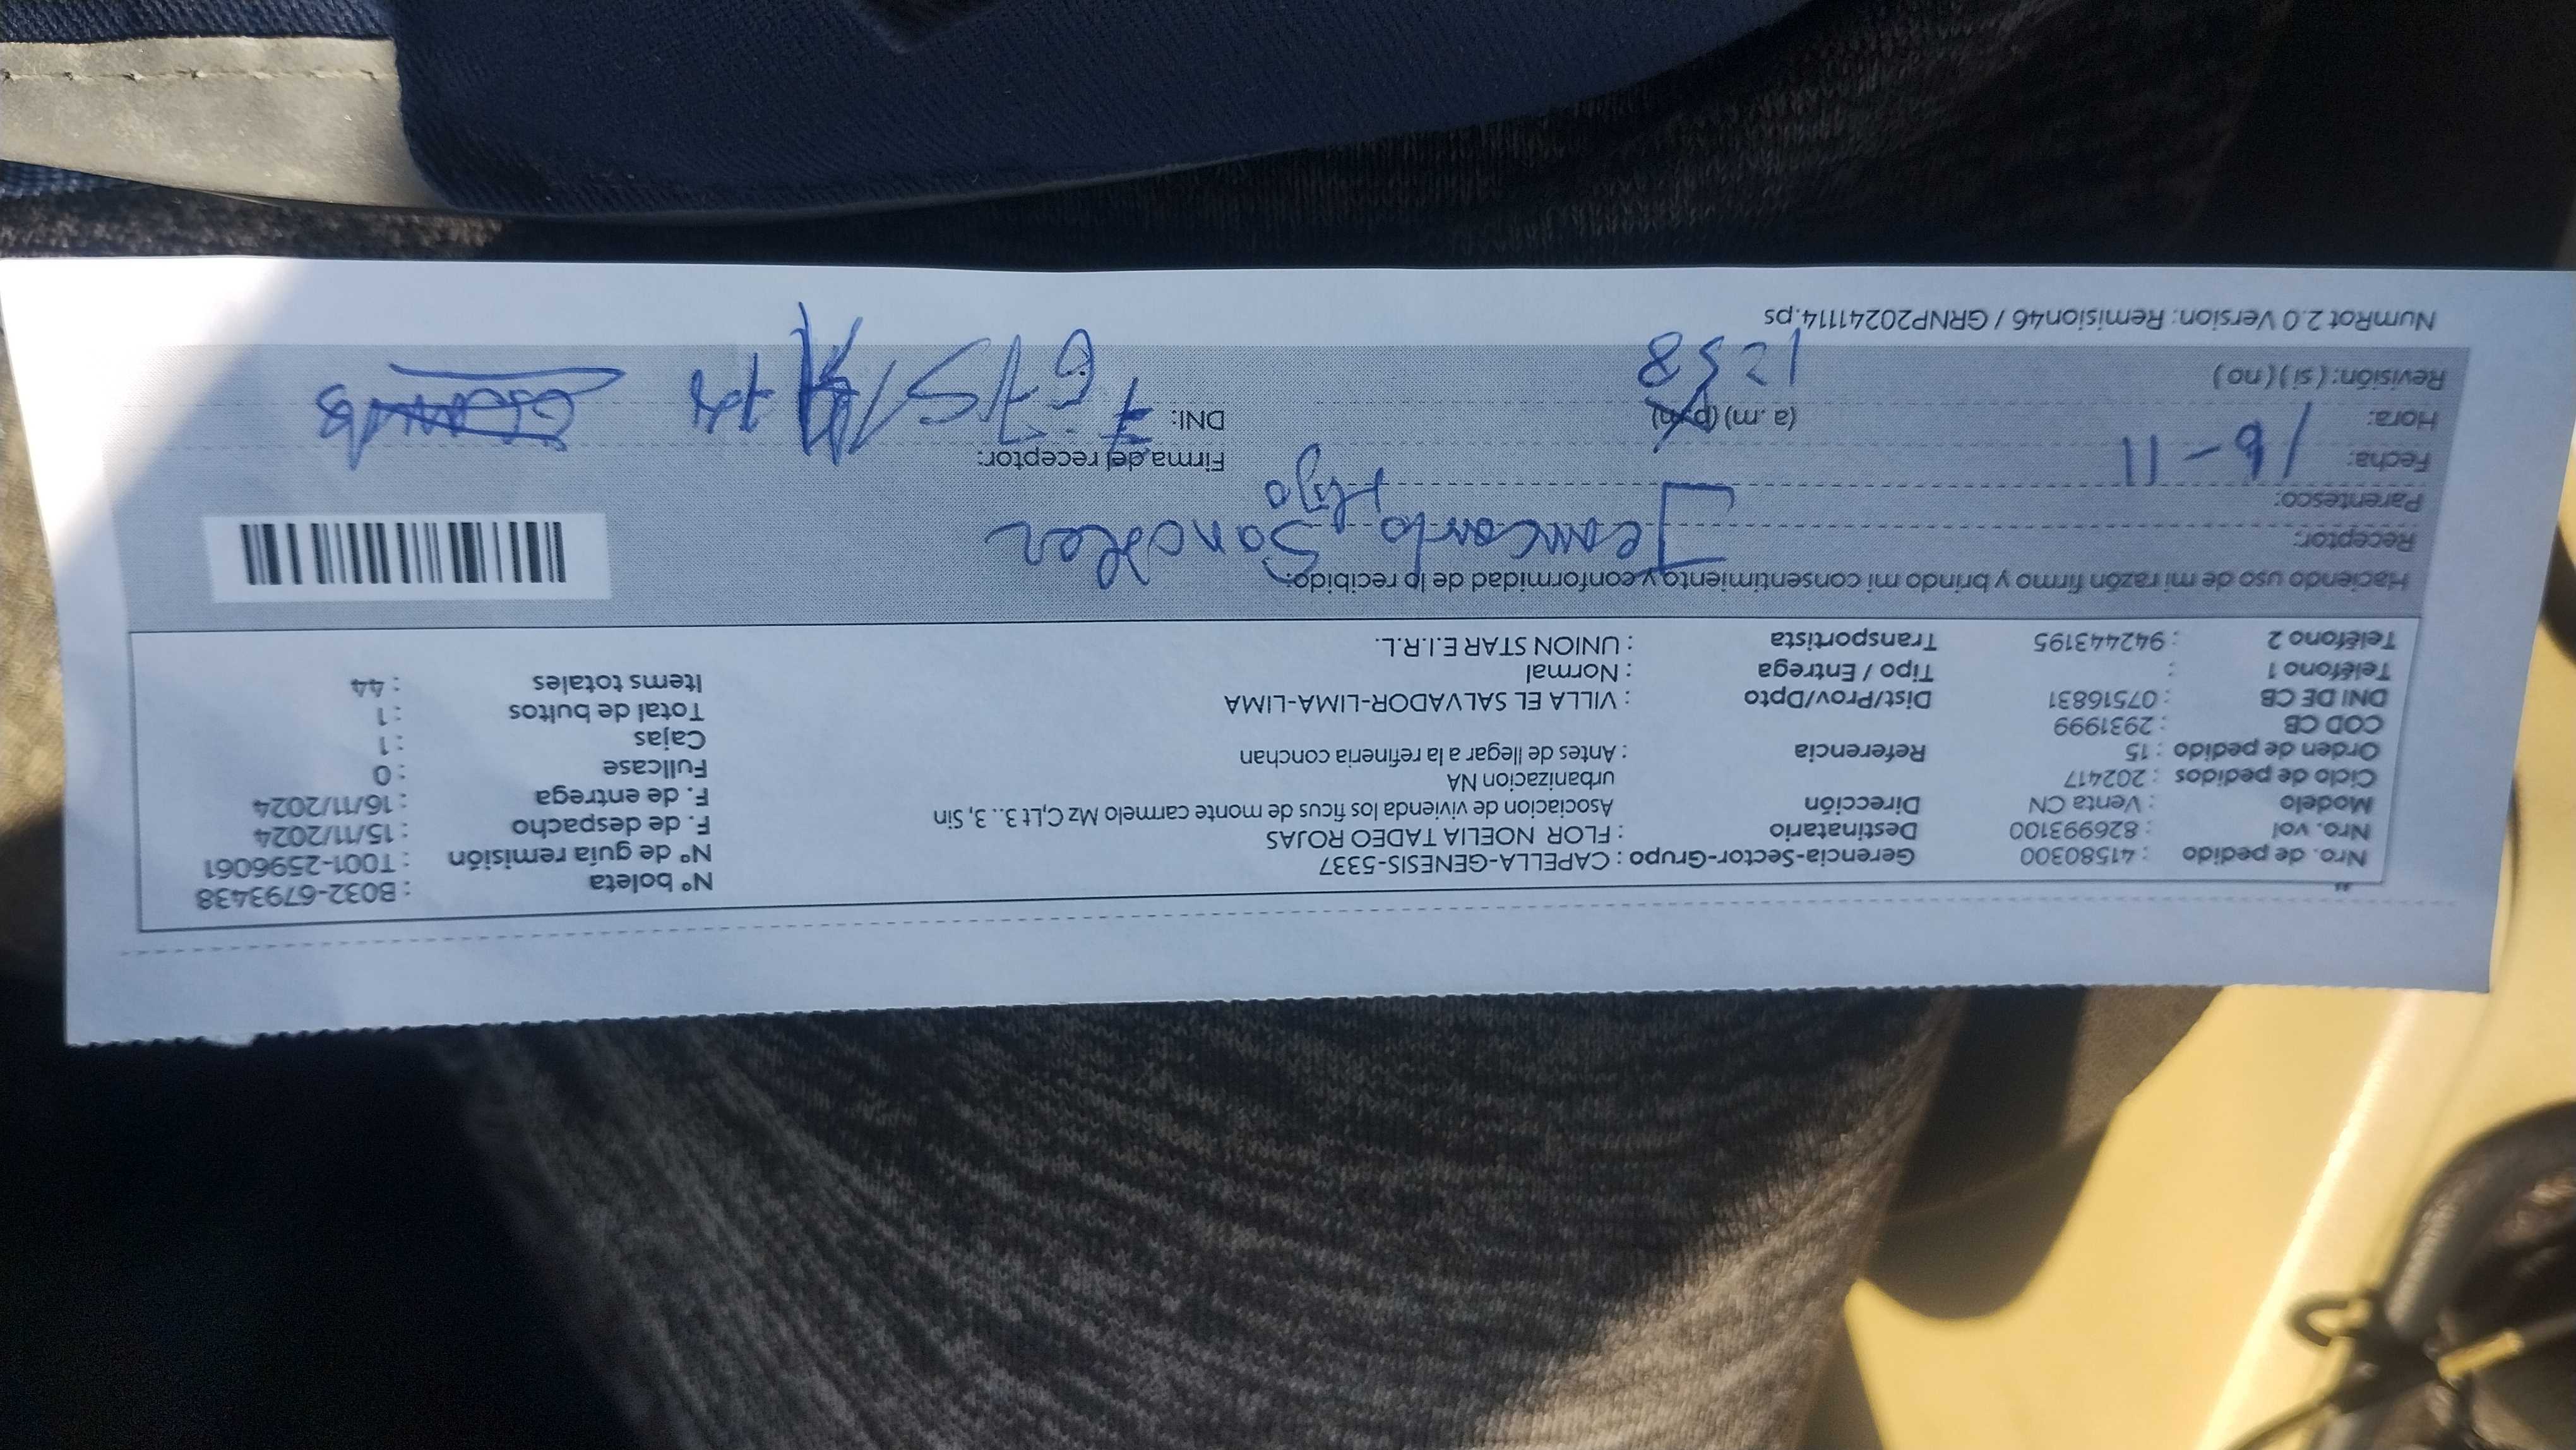 Nro. de pedido : 41580300 Gerencia-Sector-Grupo : CAPELLA-GENESIS-5337 N° boleta : B032-6793438
Nro. vol : 826993100 Destinatario : FLOR NOELIA TADEO ROJAS N° de guía remisión : T001-2596061
Modelo : Venta CN Dirección Asociacion de vivienda los ficus de monte carmelo Mz C,Lt 3.. 3, Sin F. de despacho : 15/11/2024
Ciclo de pedidos : 202417 urbanizacion NA F. de entrega : 16/11/2024
Orden de pedido : 15 Referencia : Antes de llegar a la refineria conchan Fullcase : 0
COD CB : 2931999 Cajas : 1
DNI DE CB : 07516831 Dist/Prov/Dpto : VILLA EL SALVADOR-LIMA-LIMA Total de bultos : 1
Teléfono 1 : Tipo / Entrega : Normal Items totales : 44
Teléfono 2 : 942443195 Transportista : UNION STAR E.I.R.L.
Haciendo uso de mi razón firmo y brindo mi consentimiento y conformidad de lo recibido:
Receptor: Jeancarlo Sanchez
Parentesco: Hijo
Fecha: 16-11 Firma del receptor:
Hora: (a.m) (p.m) DNI:
Revisión: ( si ) ( no ) 1258
NumRot 2.0 Version: Remision46 / GRNP20241114.ps